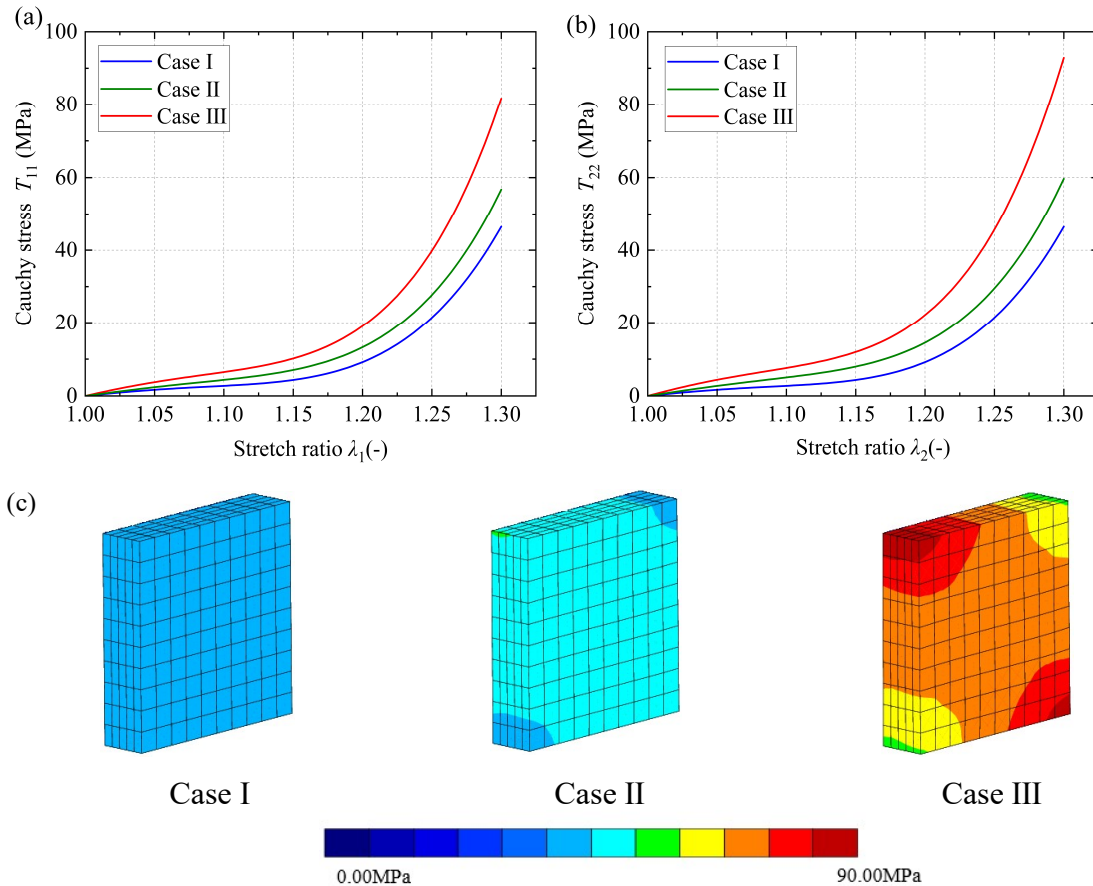 (a)
100
80
60
40
20
0
Cauchy stress T11 (MPa)
Case I
Case II
Case III
1.00 1.05 1.10 1.15 1.20 1.25 1.30
Stretch ratio λ1(-)
(b)
100
80
60
40
20
0
Cauchy stress T22 (MPa)
Case I
Case II
Case III
1.00 1.05 1.10 1.15 1.20 1.25 1.30
Stretch ratio λ2(-)
(c)
Case I Case II Case III
0.00MPa 90.00MPa